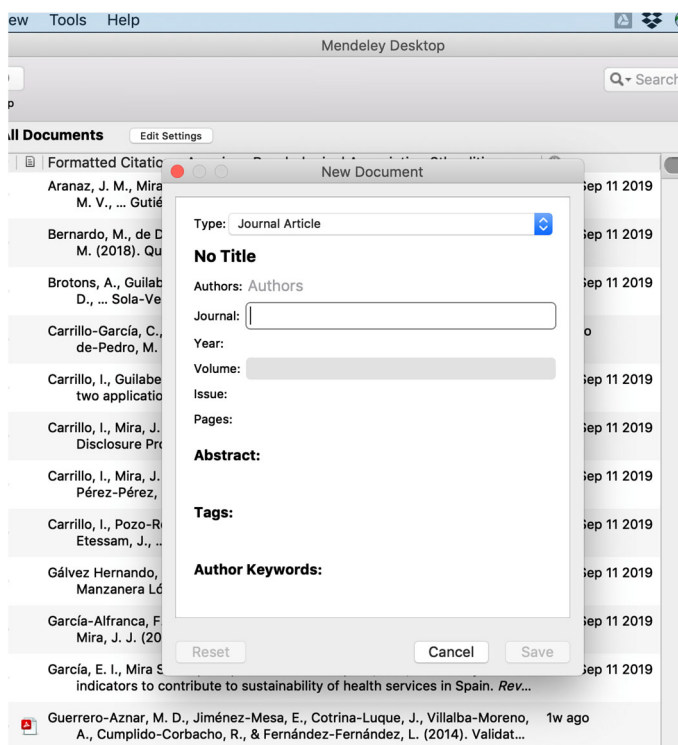 ew Tools Help
Mendeley Desktop
Search
p
All Documents Edit Settings
Formatted Citatio
New Document
Aranaz, J. M., Mira
M. V., ... Gutié
Sep 11 2019
Type: Journal Article
Bernardo, M., de D
M. (2018). Qu
Sep 11 2019
No Title
Brotons, A., Guilab
D., ... Sola-Ve
Sep 11 2019
Authors: Authors
Journal:
Carrillo-García, C.,
de-Pedro, M.
o
Year:
Volume:
Carrillo, I., Guilabe
two applicatio
Sep 11 2019
Issue:
Pages:
Carrillo, I., Mira, J.
Disclosure Pro
Sep 11 2019
Abstract:
Carrillo, I., Mira, J.
Pérez-Pérez,
Sep 11 2019
Tags:
Carrillo, I., Pozo-R
Etessam, J., ..
Sep 11 2019
Author Keywords:
Gálvez Hernando,
Manzanera Ló
Sep 11 2019
García-Alfranca, F
Mira, J. J. (20
Sep 11 2019
Reset Cancel Save
García, E. I., Mira S
Sep 11 2019
indicators to contribute to sustainability of health services in Spain. Rev...
Guerrero-Aznar, M. D., Jiménez-Mesa, E., Cotrina-Luque, J., Villalba-Moreno, 1w ago
A., Cumplido-Corbacho, R., & Fernández-Fernández, L. (2014). Validat...